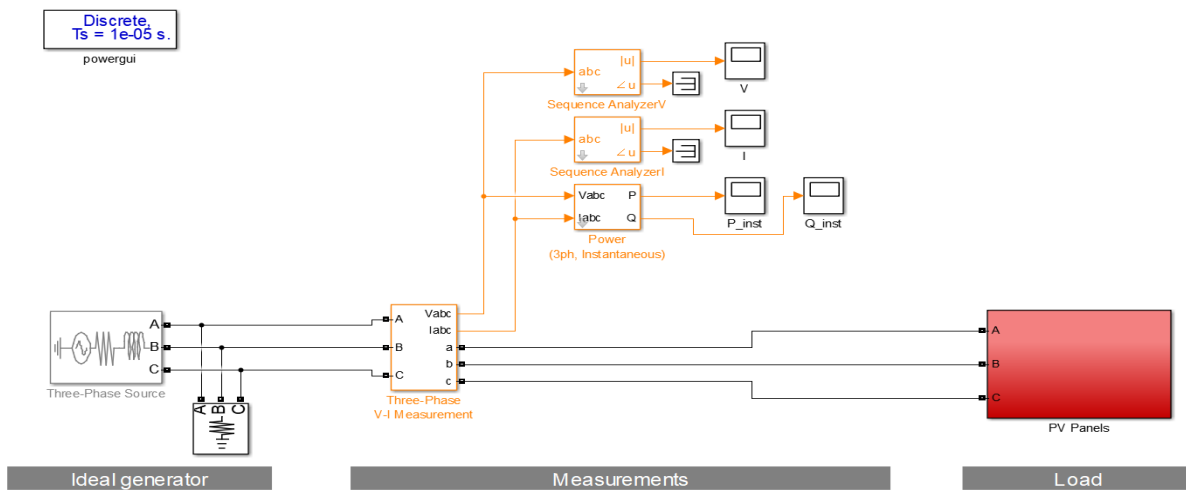 Discrete,
Ts = 1e-05 s.
powergui
abc
|u|
∠u
Sequence AnalyzerV
V
abc
|u|
∠u
Sequence AnalyzerI
I
Vabc
P
Iabc
Q
Power
(3ph, Instantaneous)
P_inst
Q_inst
A
B
C
Three-Phase Source
A
B
C
A
B
C
Vabc
Iabc
a
b
c
Three-Phase
V-I Measurement
A
B
C
PV Panels
Ideal generator
Measurements
Load